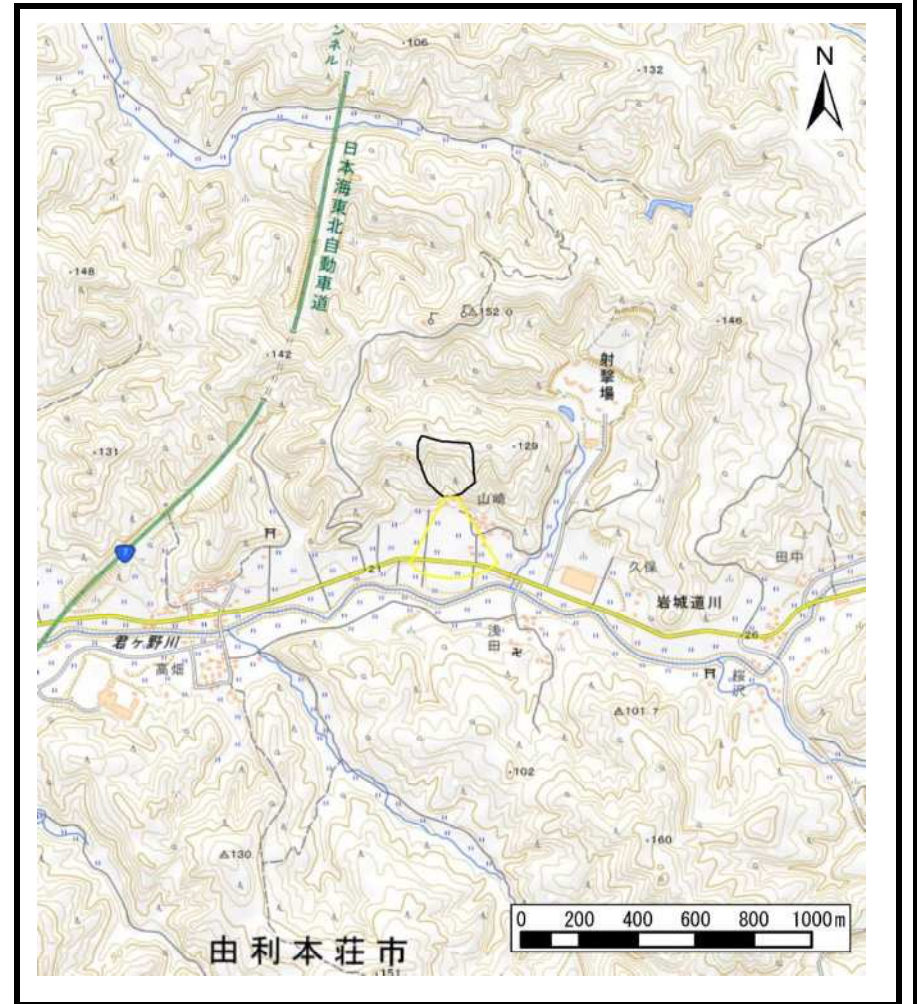 ンネル
・106
・132
N
日本海東北自動車道
・148
152.0
・146
・142
射撃場
・131
・129
山崎
7
・21
久保
田中
岩城道川
・26
君ヶ野川
高畑
浅田
桜沢
101.7
・102
130
・160
0 200 400 600 800 1000m
由利本荘市
・151